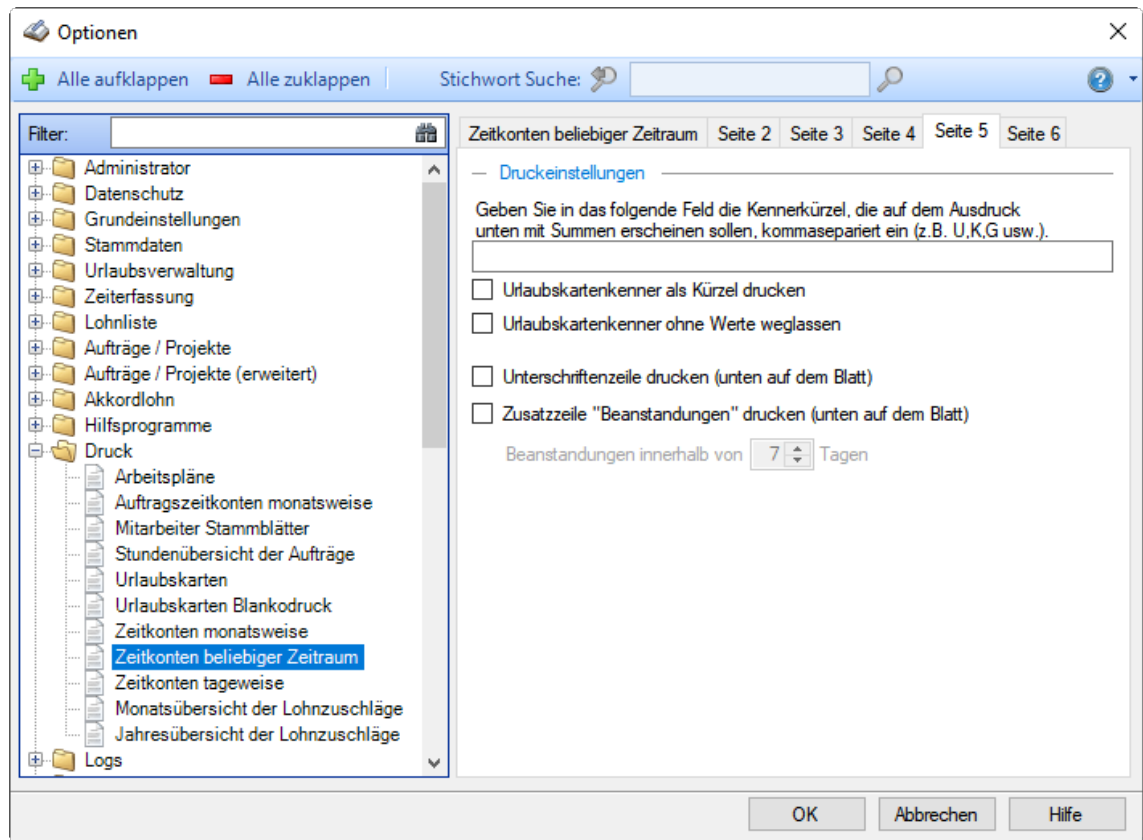 Optionen
Alle aufklappen
Alle zuklappen
Stichwort Suche:
Filter:
Administrator
Datenschutz
Grundeinstellungen
Stammdaten
Urlaubsverwaltung
Zeiterfassung
Lohnliste
Aufträge / Projekte
Aufträge / Projekte (erweitert)
Akkordlohn
Hilfsprogramme
Druck
Arbeitspläne
Auftragszeitkonten monatsweise
Mitarbeiter Stammblätter
Stundenübersicht der Aufträge
Urlaubskarten
Urlaubskarten Blankodruck
Zeitkonten monatsweise
Zeitkonten beliebiger Zeitraum
Zeitkonten tageweise
Monatsübersicht der Lohnzuschläge
Jahresübersicht der Lohnzuschläge
Logs
Zeitkonten beliebiger Zeitraum Seite 2 Seite 3 Seite 4 Seite 5 Seite 6
Druckeinstellungen
Geben Sie in das folgende Feld die Kennerkürzel, die auf dem Ausdruck
unten mit Summen erscheinen sollen, kommasepariert ein (z.B. U,K,G usw.).
Urlaubskartenkenner als Kürzel drucken
Urlaubskartenkenner ohne Werte weglassen
Unterschriftenzeile drucken (unten auf dem Blatt)
Zusatzzeile "Beanstandungen" drucken (unten auf dem Blatt)
Beanstandungen innerhalb von 7 Tagen
OK
Abbrechen
Hilfe